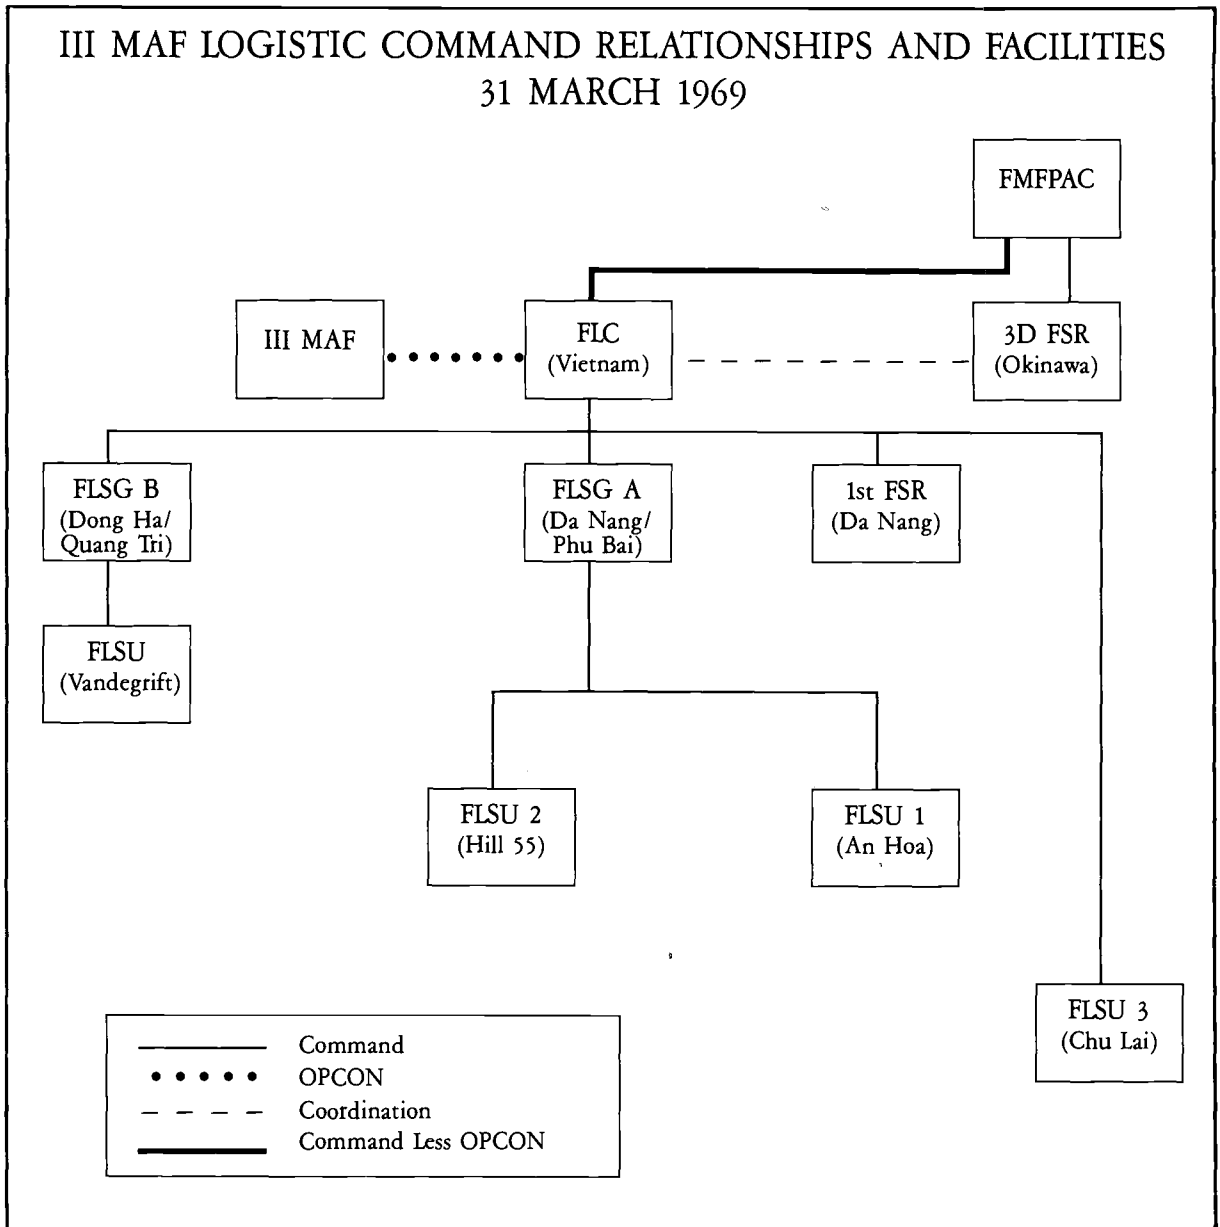 III MAF LOGISTIC COMMAND RELATIONSHIPS AND FACILITIES
31 MARCH 1969
FMFPAC
III MAF
FLC
(Vietnam)
3D FSR
(Okinawa)
FLSG B
(Dong Ha/
Quang Tri)
FLSG A
(Da Nang/
Phu Bai)
1st FSR
(Da Nang)
FLSU
(Vandegrift)
FLSU 2
(Hill 55)
FLSU 1
(An Hoa)
FLSU 3
(Chu Lai)
Command
OPCON
Coordination
Command Less OPCON